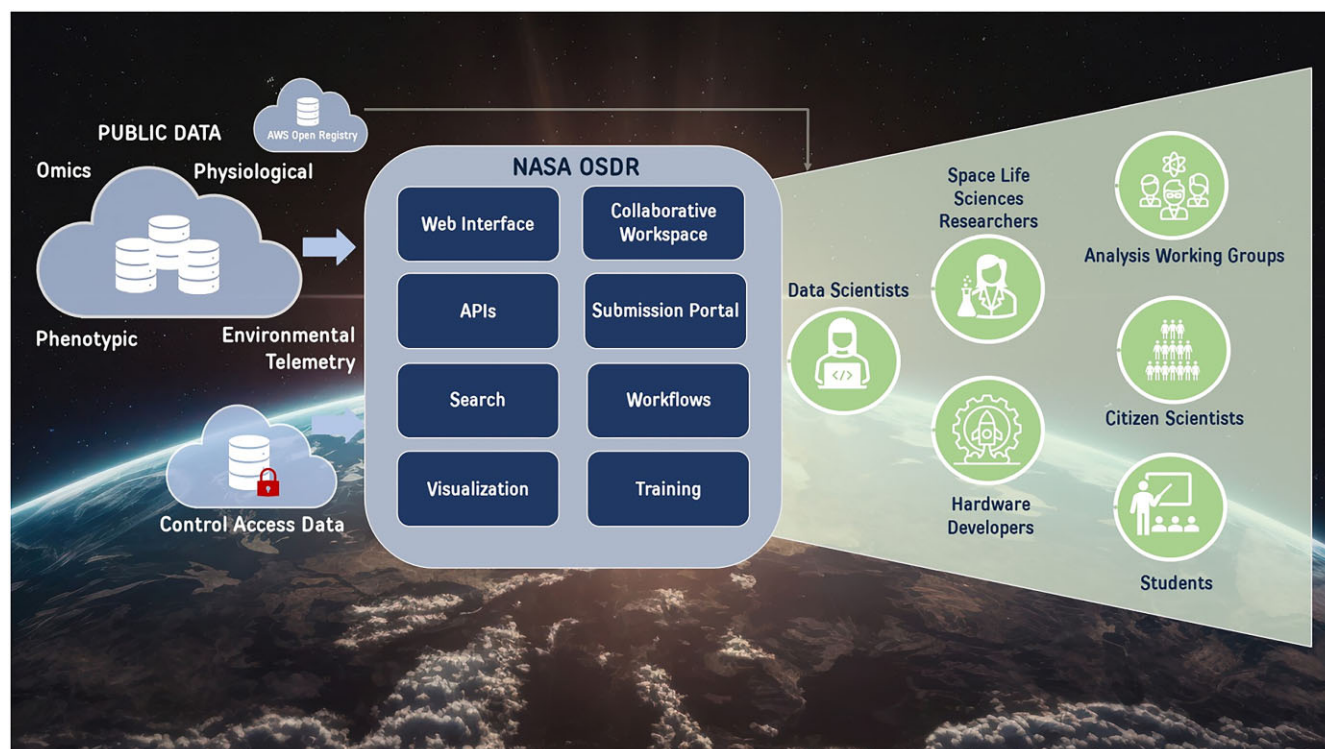 AWS Open Registry
PUBLIC DATA
Omics
Physiological
Phenotypic
Environmental
Telemetry
Control Access Data
NASA OSDR
Web Interface
Collaborative
Workspace
APIs
Submission Portal
Search
Workflows
Visualization
Training
Data Scientists
</>
Space Life
Sciences
Researchers
Hardware
Developers
Analysis Working Groups
Citizen Scientists
Students